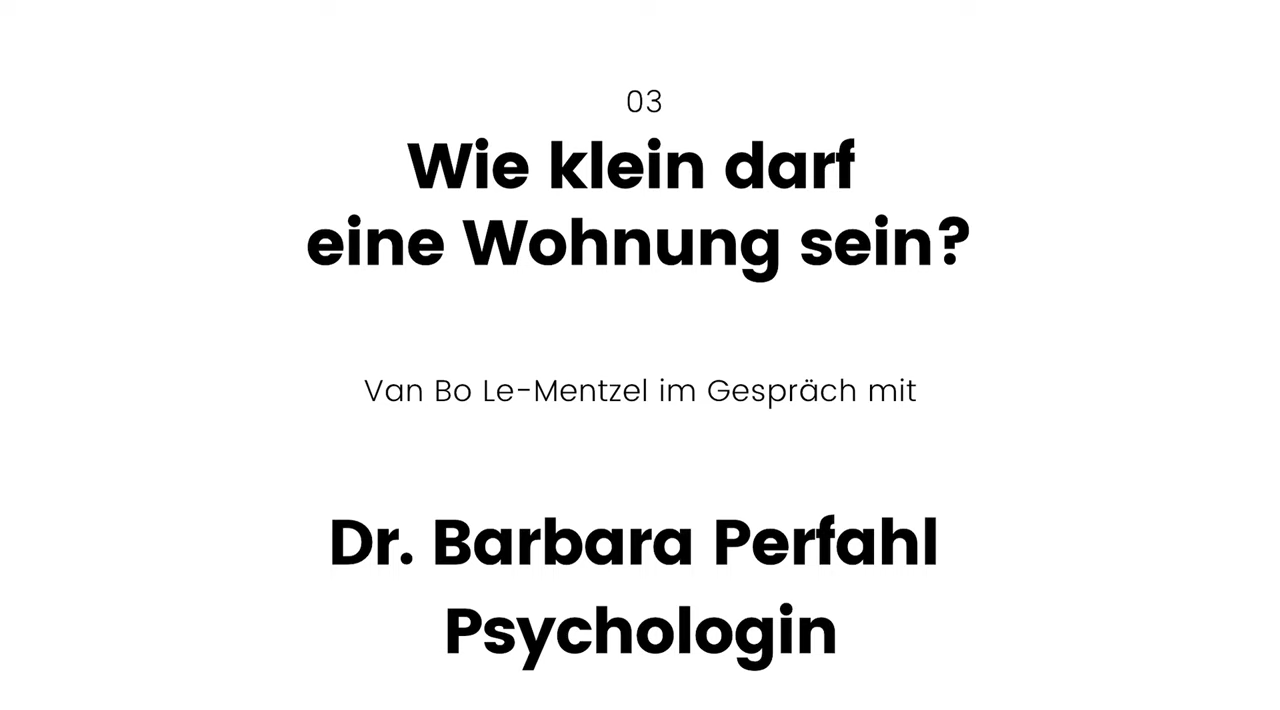 03
Wie klein darf
eine Wohnung sein?
Van Bo Le-Mentzel im Gespräch mit
Dr. Barbara Perfahl
Psychologin